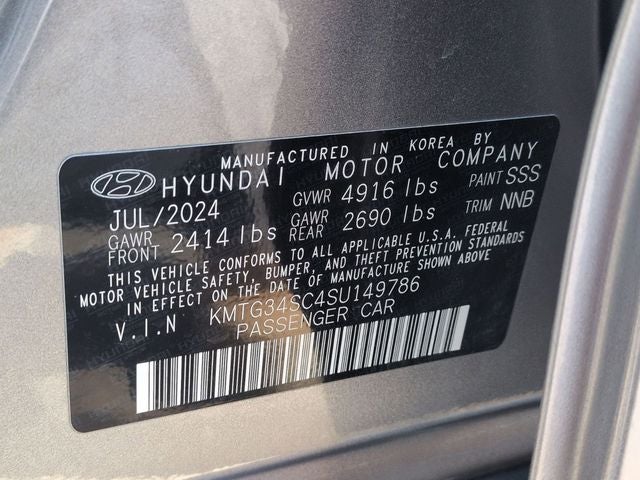 MANUFACTURED IN KOREA BY
HYUNDAI MOTOR COMPANY
JUL/2024 GVWR 4916 lbs PAINT SSS
GAWR FRONT 2414 lbs GAWR REAR 2690 lbs TRIM NNB
THIS VEHICLE CONFORMS TO ALL APPLICABLE U.S.A. FEDERAL
MOTOR VEHICLE SAFETY, BUMPER, AND THEFT PREVENTION STANDARDS
IN EFFECT ON THE DATE OF MANUFACTURE SHOWN ABOVE
V.I.N KMTG34SC4SU149786
PASSENGER CAR